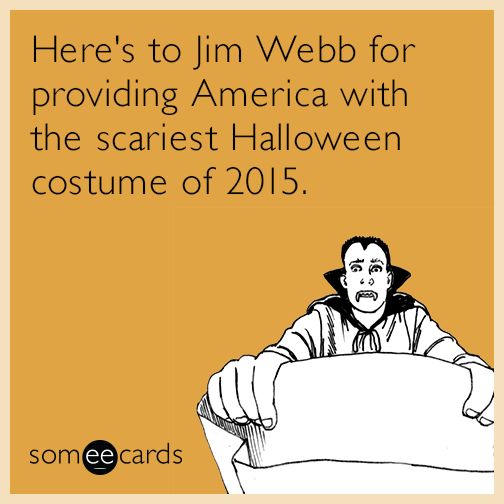 Here's to Jim Webb for
providing America with
the scariest Halloween
costume of 2015.
someecards